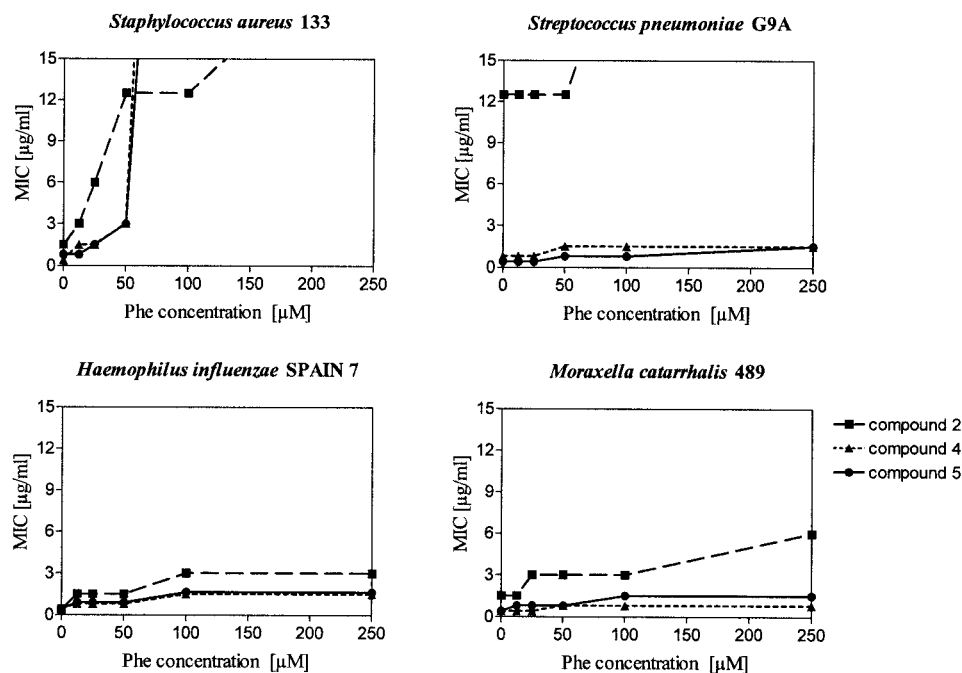 Staphylococcus aureus 133
15
12
9
6
3
0
MIC [µg/ml]
0 50 100 150 200 250
Phe concentration [µM]
Streptococcus pneumoniae G9A
15
12
9
6
3
0
MIC [µg/ml]
0 50 100 150 200 250
Phe concentration [µM]
Haemophilus influenzae SPAIN 7
15
12
9
6
3
0
MIC [µg/ml]
0 50 100 150 200 250
Phe concentration [µM]
Moraxella catarrhalis 489
15
12
9
6
3
0
MIC [µg/ml]
0 50 100 150 200 250
Phe concentration [µM]
compound 2
compound 4
compound 5